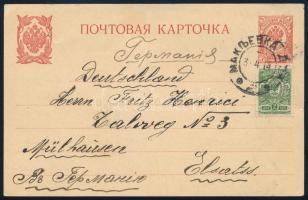 ПОЧТОВАЯ КАРТОЧКА
Германія
Deutschland
Herrn Fritz Henrici
Talweg № 3
Mülhausen
Elsass.
Въ Германію